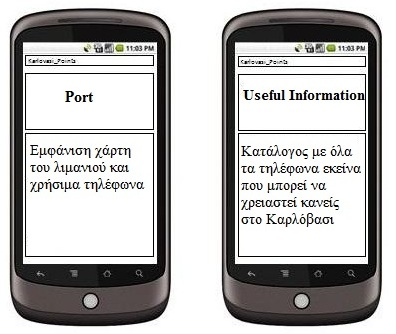 11:03 PM
Karlovasi_Points
Port
Εμφάνιση χάρτη
του λιμανιού και
χρήσιμα τηλέφωνα
11:03 PM
Karlovasi_Points
Useful Information
Κατάλογος με όλα
τα τηλέφωνα εκείνα
που μπορεί να
χρειαστεί κανείς
στο Καρλόβασι